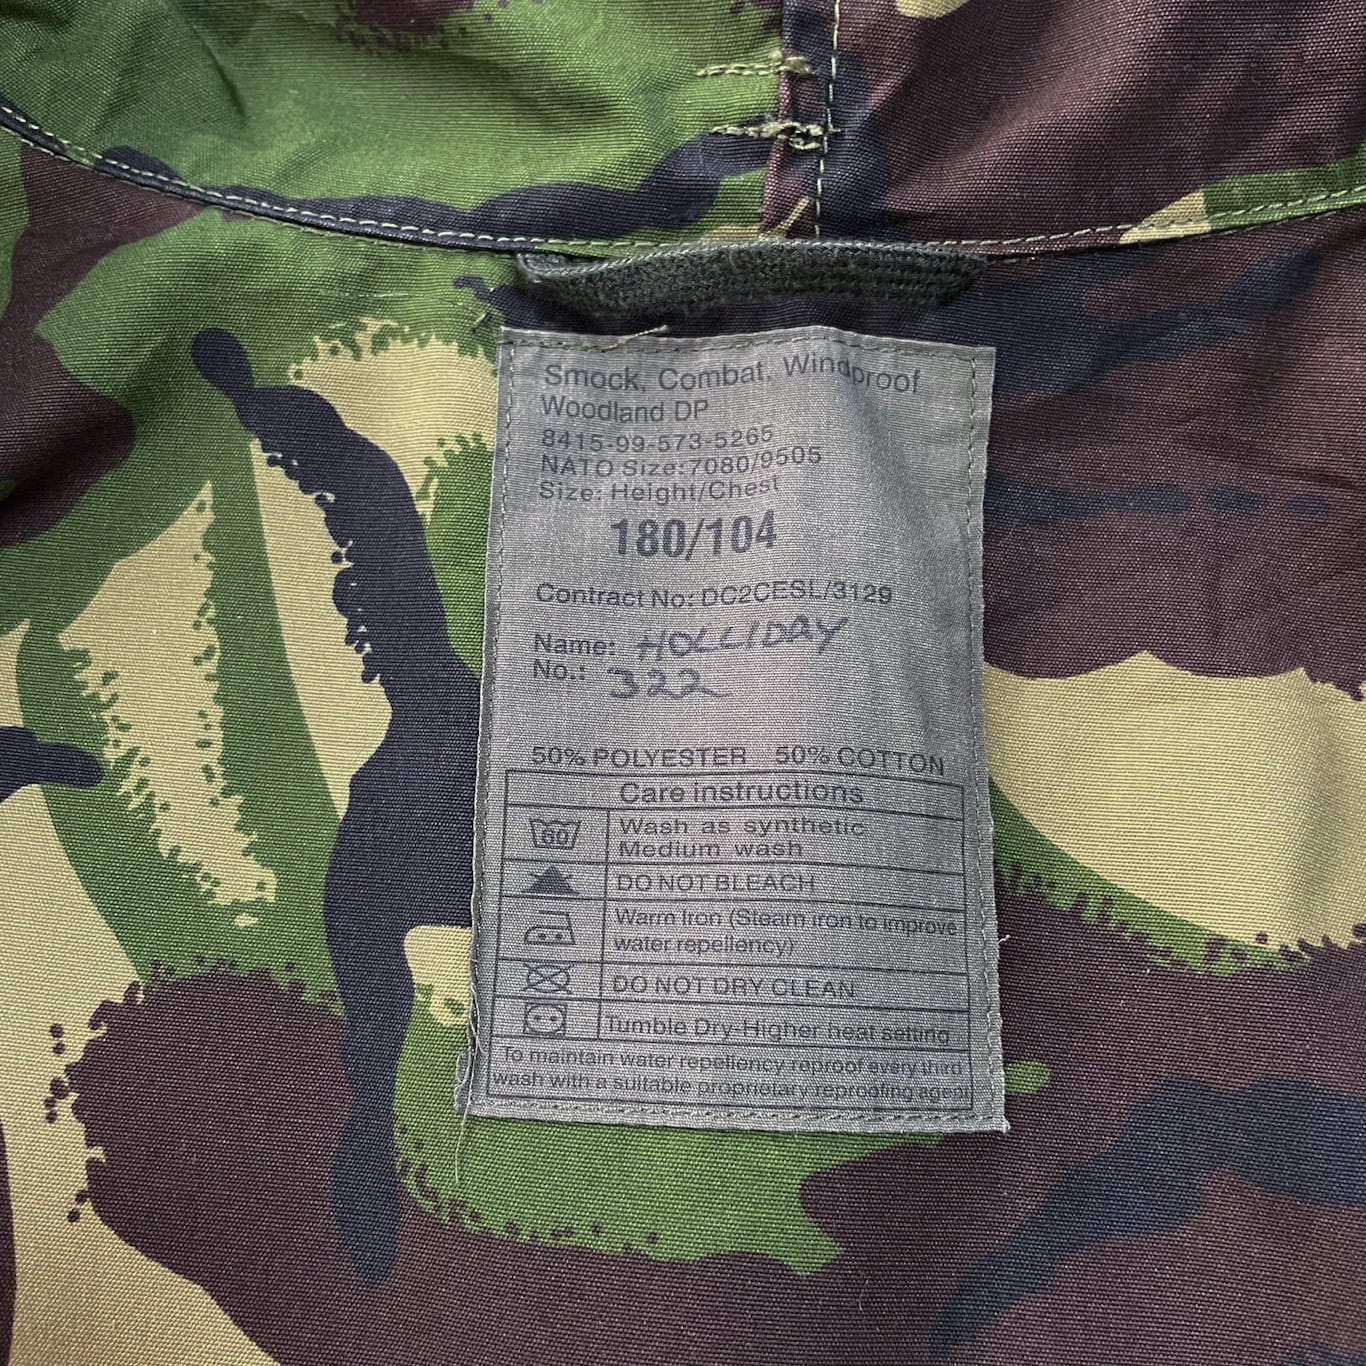 Smock, Combat, Windproof
Woodland DP
8415-99-573-5265
NATO Size:7080/9505
Size: Height/Chest
180/104
Contract No: DC2CESL/3129
Name: HOLLIDAY
No.: 322
50% POLYESTER 50% COTTON
Care instructions
60 Wash as synthetic
Medium wash
DO NOT BLEACH
Warm Iron (Steam iron to improve
water repellency)
DO NOT DRY CLEAN
Tumble Dry-Higher heat setting
To maintain water repellency reproof every third
wash with a suitable proprietary reproofing agent